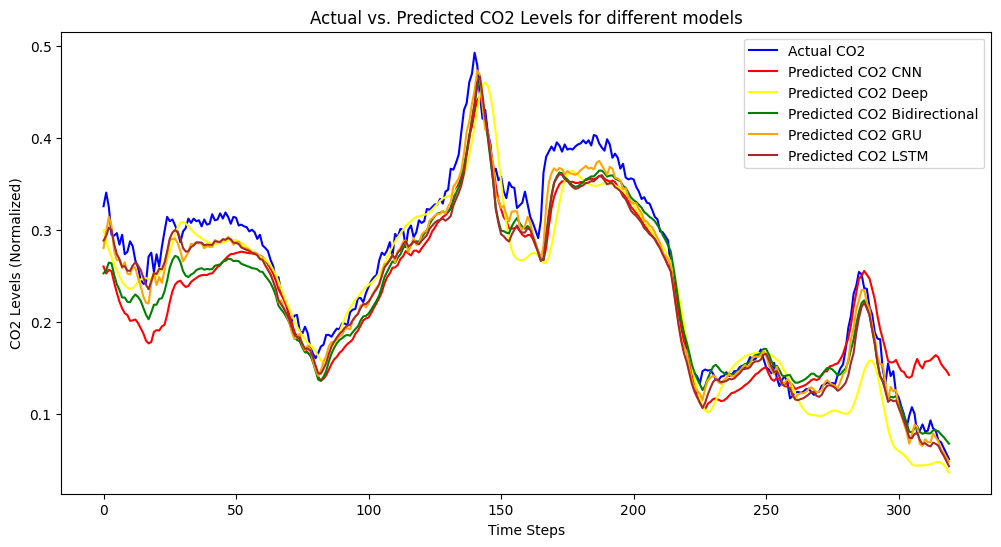 Actual vs. Predicted CO2 Levels for different models
CO2 Levels (Normalized)
0.5
0.4
0.3
0.2
0.1
Actual CO2
Predicted CO2 CNN
Predicted CO2 Deep
Predicted CO2 Bidirectional
Predicted CO2 GRU
Predicted CO2 LSTM
0 50 100 150 200 250 300
Time Steps